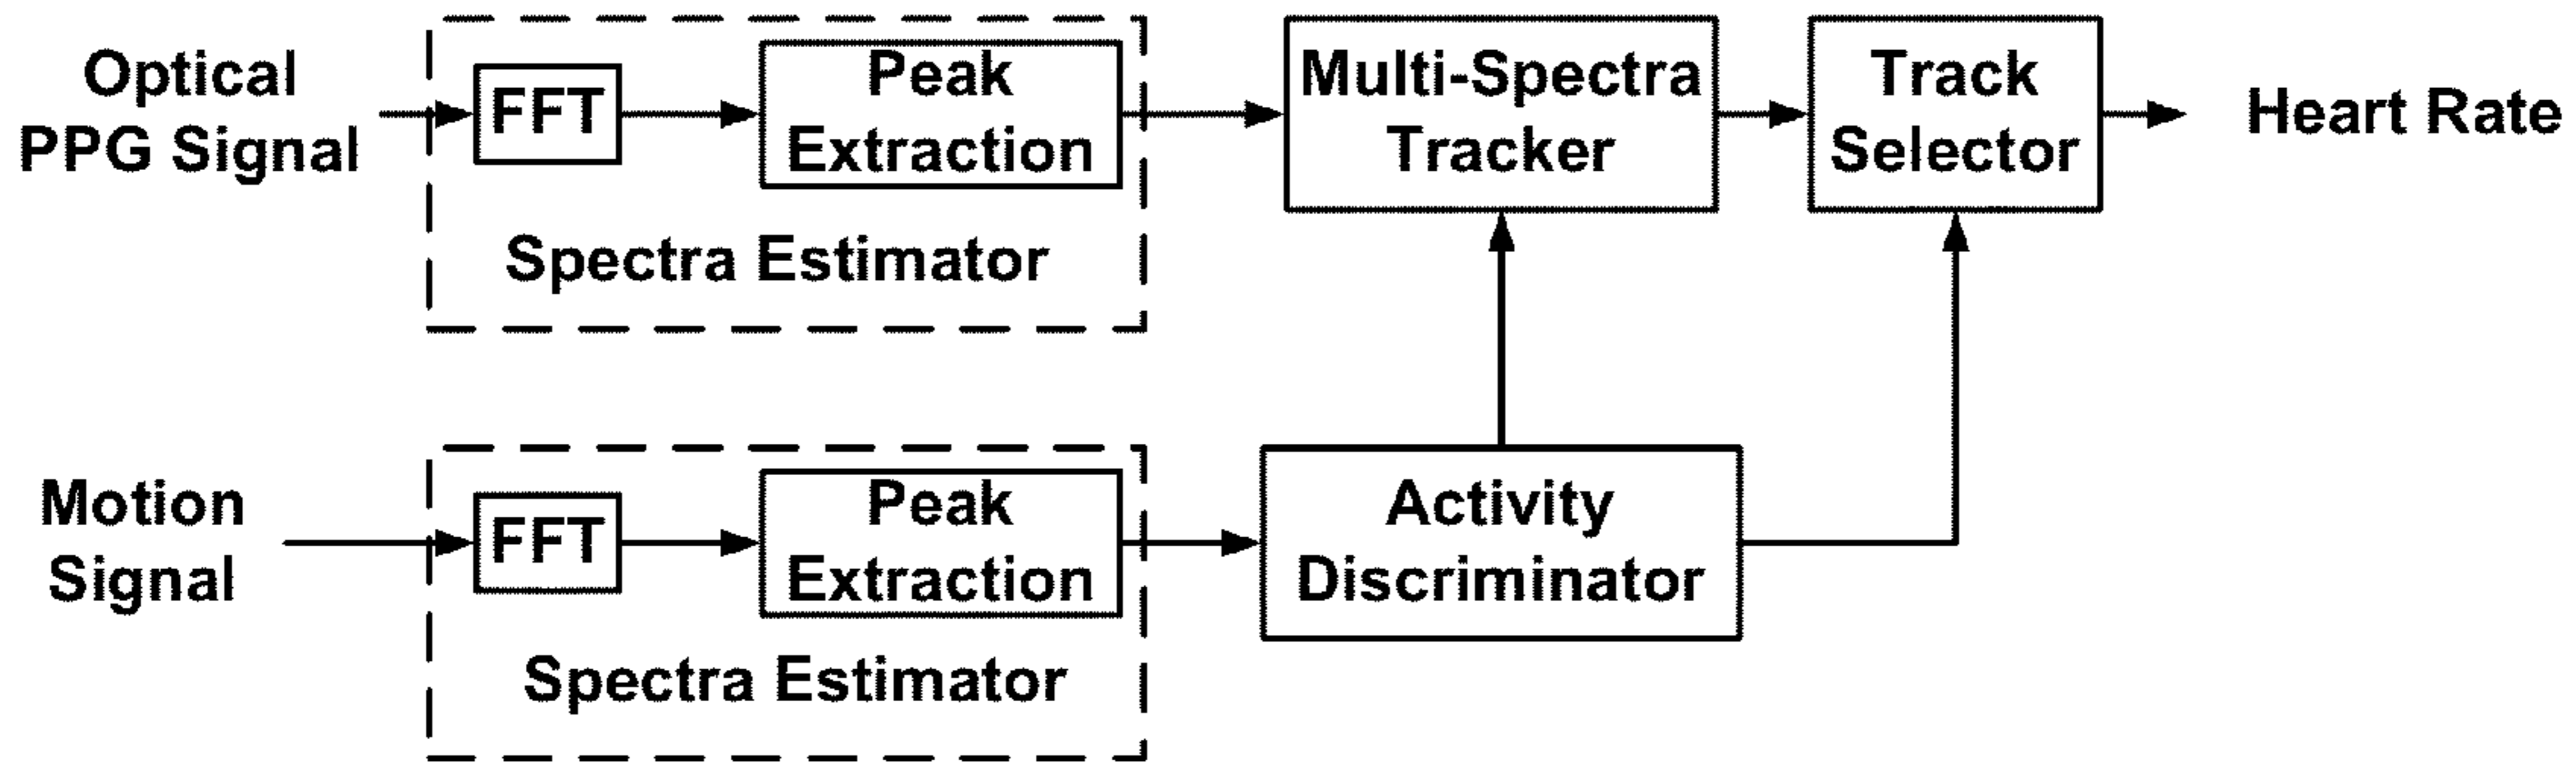 Optical
PPG Signal
FFT
Peak
Extraction
Spectra Estimator
Multi-Spectra
Tracker
Track
Selector
Heart Rate
Motion
Signal
FFT
Peak
Extraction
Spectra Estimator
Activity
Discriminator